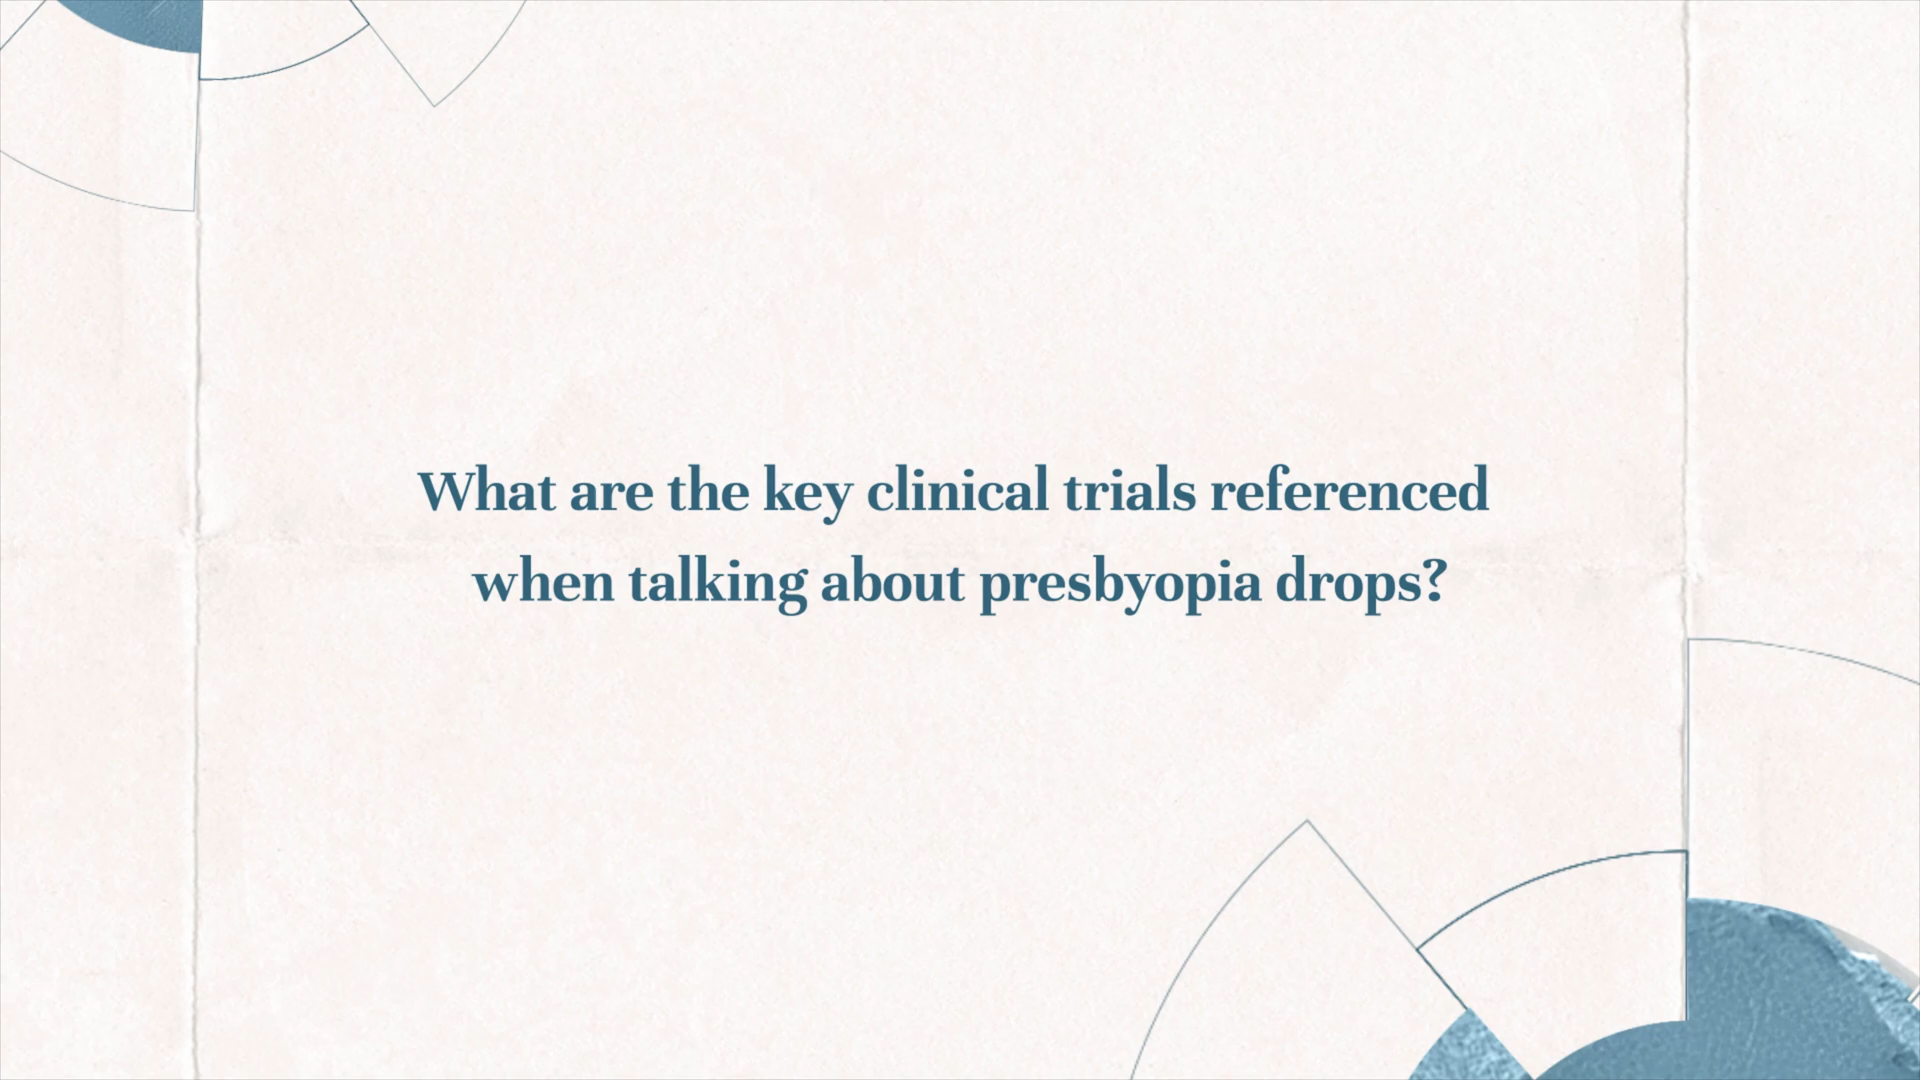 What are the key clinical trials referenced
when talking about presbyopia drops?